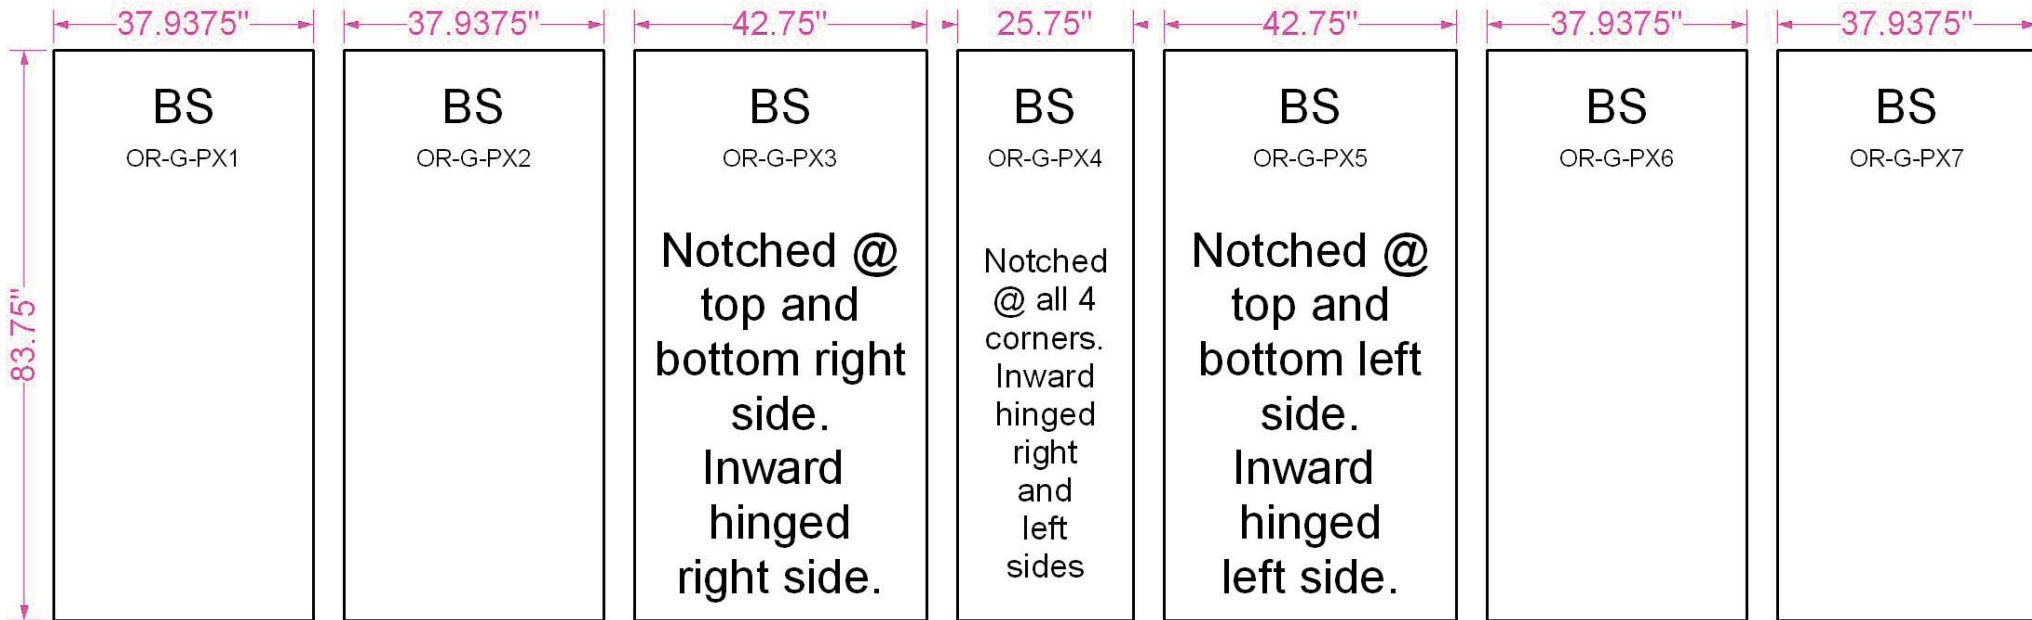 37.9375" 37.9375" 42.75" 25.75" 42.75" 37.9375" 37.9375"
83.75"
BS
OR-G-PX1
BS
OR-G-PX2
BS
OR-G-PX3
Notched @
top and
bottom right
side.
Inward
hinged
right side.
BS
OR-G-PX4
Notched
@ all 4
corners.
Inward
hinged
right
and
left
sides
BS
OR-G-PX5
Notched @
top and
bottom left
side.
Inward
hinged
left side.
BS
OR-G-PX6
BS
OR-G-PX7